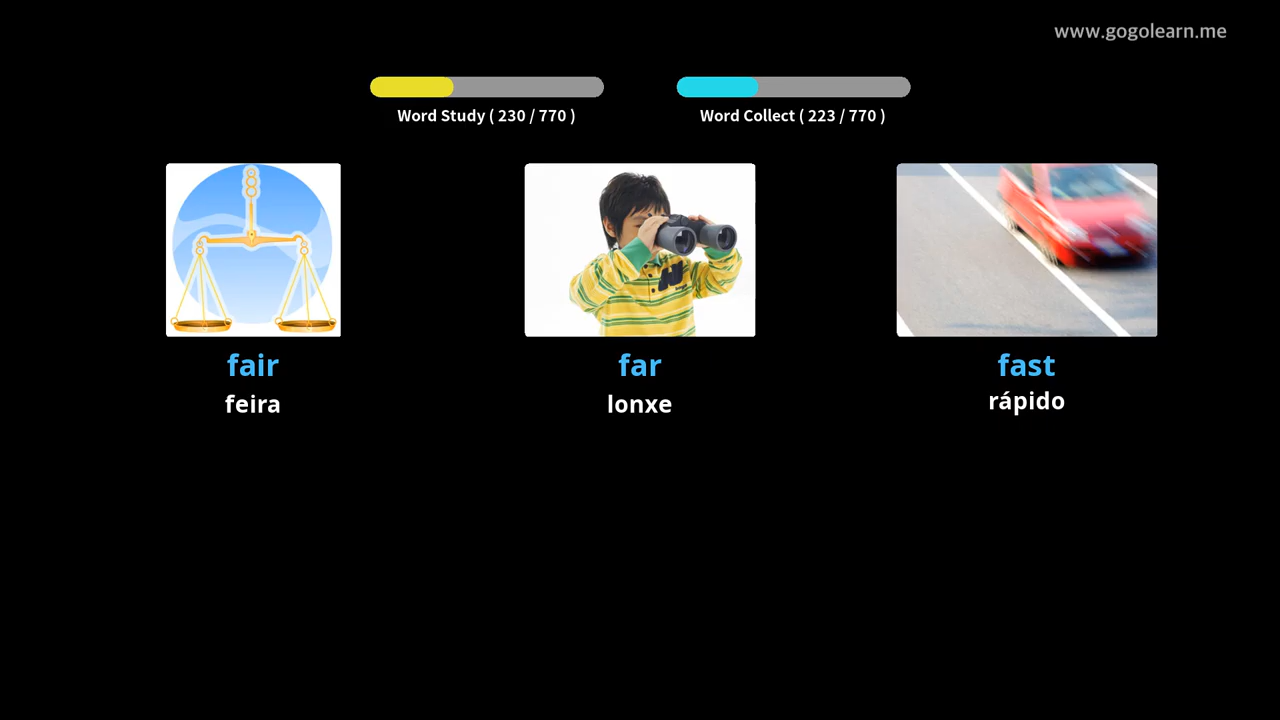 www.gogolearn.me
Word Study ( 230 / 770 )
Word Collect ( 223 / 770 )
fair
feira
far
lonxe
fast
rápido